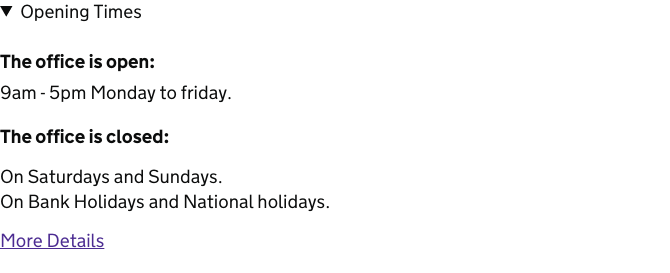 Opening Times
The office is open:
9am - 5pm Monday to friday.
The office is closed:
On Saturdays and Sundays.
On Bank Holidays and National holidays.
More Details